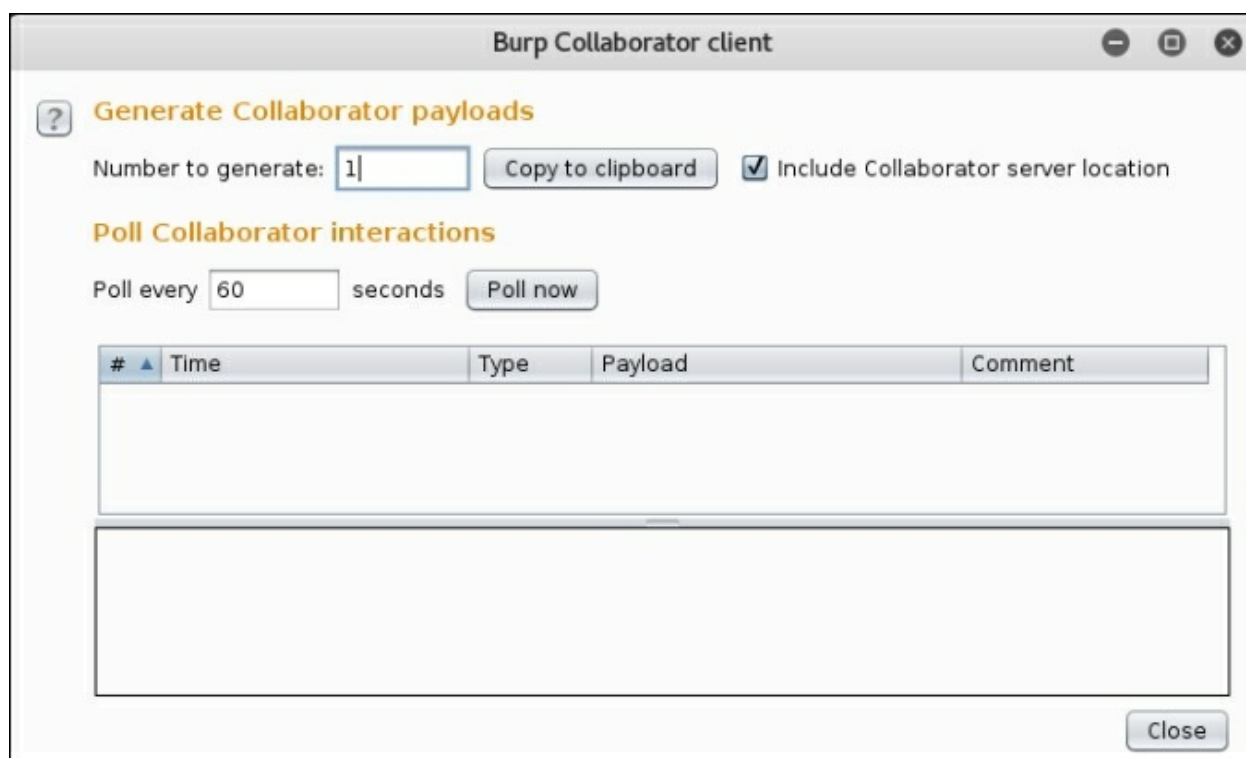 Burp Collaborator client
? Generate Collaborator payloads
Number to generate: 1 Copy to clipboard Include Collaborator server location
Poll Collaborator interactions
Poll every 60 seconds Poll now
# Time Type Payload Comment
Close